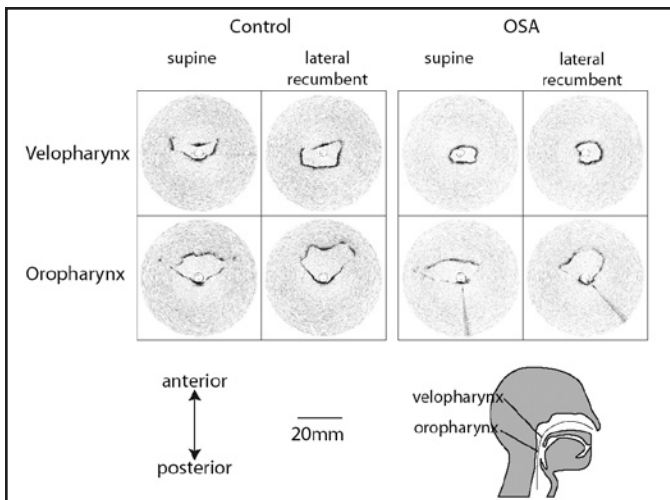 Control OSA
supine lateral recumbent supine lateral recumbent
Velopharynx
Oropharynx
anterior
posterior
20mm
velopharynx
oropharynx